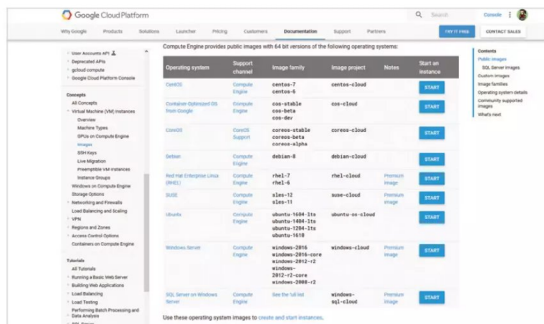 Google Cloud Platform
Search
Console
Why Google
Products
Solutions
Launcher
Pricing
Customers
Documentation
Support
Partners
TRY IT FREE
CONTACT SALES
User Accounts API
Deprecated APIs
gcloud compute
Google Cloud Platform Console
Concepts
All Concepts
Virtual Machine (VM) Instances
Overview
Machine Types
GPUs on Compute Engine
Images
SSH Keys
Live Migration
Preemptible VM Instances
Instance Groups
Windows on Compute Engine
Storage Options
Networking and Firewalls
Load Balancing and Scaling
VPN
Regions and Zones
Access Control Options
Containers on Compute Engine
Tutorials
All Tutorials
Running a Basic Web Server
Building Web Applications
Load Balancing
Load Testing
Performing Batch Processing and
Data Analysis
Compute Engine provides public images with 64 bit versions of the following operating systems:
Operating system
Support channel
Image family
Image project
Notes
Start on instance
CentOS
Compute Engine
centos-7
centos-6
centos-cloud
START
Container-Optimized OS from Google
Compute Engine
cos-stable
cos-beta
cos-dev
cos-cloud
START
CoreOS
CoreOS Support
coreos-stable
coreos-beta
coreos-alpha
coreos-cloud
START
Debian
Compute Engine
debian-8
debian-cloud
START
Red Hat Enterprise Linux (RHEL)
Compute Engine
rhel-7
rhel-6
rhel-cloud
Premium image
START
SUSE
Compute Engine
sles-12
sles-11
suse-cloud
Premium image
START
Ubuntu
Compute Engine
ubuntu-1604-lts
ubuntu-1404-lts
ubuntu-1204-lts
ubuntu-1610
ubuntu-os-cloud
START
Windows Server
Compute Engine
windows-2016
windows-2016-core
windows-2012-r2
windows-
2012-r2-core
windows-2008-r2
windows-cloud
Premium image
START
SQL Server on Windows Server
Compute Engine
See the full list
windows-
sql-cloud
Premium image
START
Use these operating system images to create and start instances.
Contents
Public images
SQL Server images
Custom images
Image families
Operating system details
Community supported images
What's next